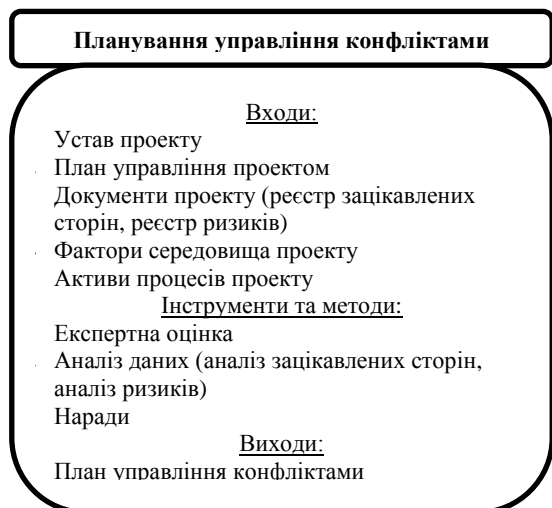 Планування управління конфліктами
Входи:
Устав проекту
План управління проектом
Документи проекту (реєстр зацікавлених
сторін, реєстр ризиків)
Фактори середовища проекту
Активи процесів проекту
Інструменти та методи:
Експертна оцінка
Аналіз даних (аналіз зацікавлених сторін,
аналіз ризиків)
Наради
Виходи:
План управління конфліктами